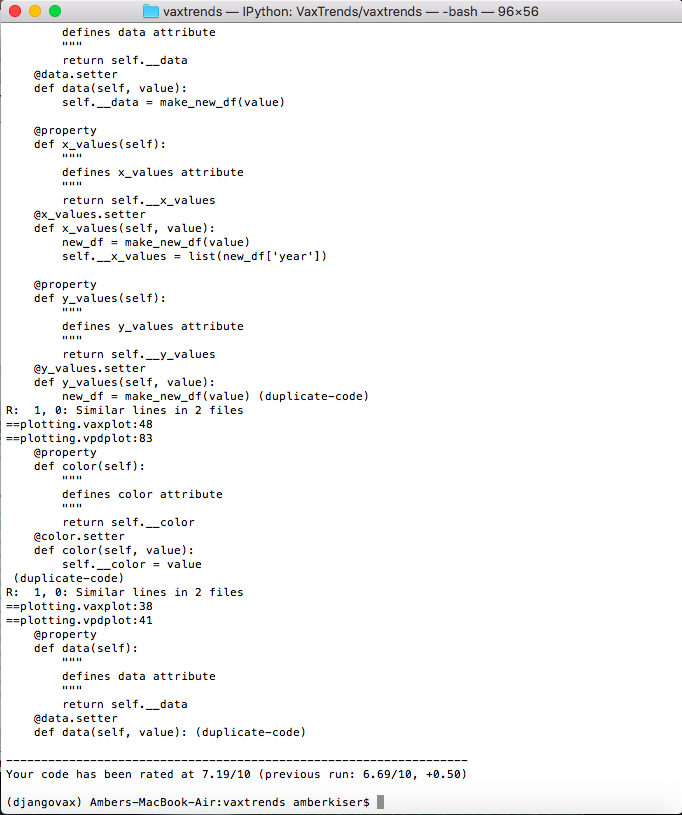 vaxtrends — IPython: VaxTrends/vaxtrends — -bash — 96×56
        defines data attribute
        """
        return self.__data
    @data.setter
    def data(self, value):
        self.__data = make_new_df(value)

    @property
    def x_values(self):
        """
        defines x_values attribute
        """
        return self.__x_values
    @x_values.setter
    def x_values(self, value):
        new_df = make_new_df(value)
        self.__x_values = list(new_df['year'])

    @property
    def y_values(self):
        """
        defines y_values attribute
        """
        return self.__y_values
    @y_values.setter
    def y_values(self, value):
        new_df = make_new_df(value) (duplicate-code)
R:  1, 0: Similar lines in 2 files
==plotting.vaxplot:48
==plotting.vpdplot:83
    @property
    def color(self):
        """
        defines color attribute
        """
        return self.__color
    @color.setter
    def color(self, value):
        self.__color = value
 (duplicate-code)
R:  1, 0: Similar lines in 2 files
==plotting.vaxplot:38
==plotting.vpdplot:41
    @property
    def data(self):
        """
        defines data attribute
        """
        return self.__data
    @data.setter
    def data(self, value): (duplicate-code)

------------------------------------------------------------------
Your code has been rated at 7.19/10 (previous run: 6.69/10, +0.50)

(djangovax) Ambers-MacBook-Air:vaxtrends amberkiser$